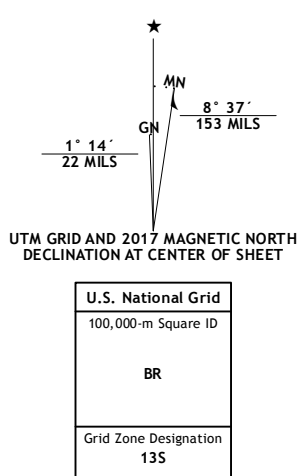 ★
MN
GN
8° 37´
153 MILS
1° 14´
22 MILS
UTM GRID AND 2017 MAGNETIC NORTH
DECLINATION AT CENTER OF SHEET
U.S. National Grid
100,000-m Square ID
BR
Grid Zone Designation
13S